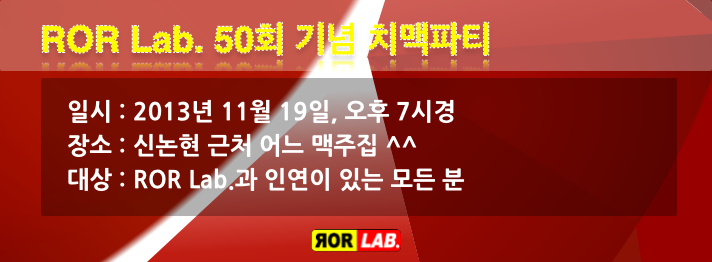 ROR Lab. 50회 기념 치맥파티
일시 : 2013년 11월 19일, 오후 7시경
장소 : 신논현 근처 어느 맥주집 ^^
대상 : ROR Lab.과 인연이 있는 모든 분
ROR LAB.